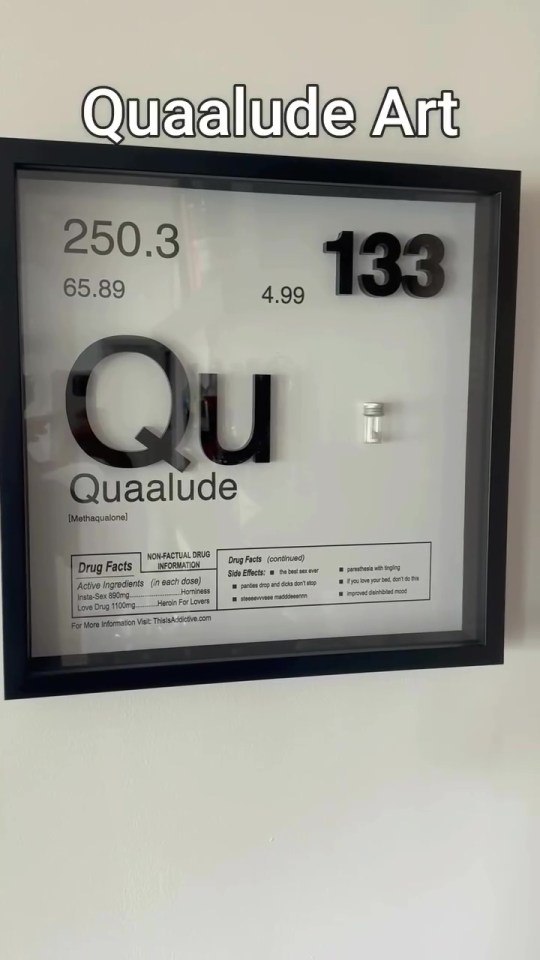 Quaalude Art
250.3
133
65.89
4.99
Qu
Quaalude
[Methaqualone]
Drug Facts
NON-FACTUAL DRUG
INFORMATION
Active Ingredients (in each dose)
Insta-Sex 890mg..........Horniness
Love Drug 1100mg..........Heroin For Lovers
Drug Facts (continued)
Side Effects: ■ the best sex ever
■ panties drop and dicks don't stop
■ steeeevvveee madddeeennn
■ paresthesia with tingling
■ if you love your bed, don't do this
■ improved disinhibited mood
For More Information Visit: ThisIsAddictive.com